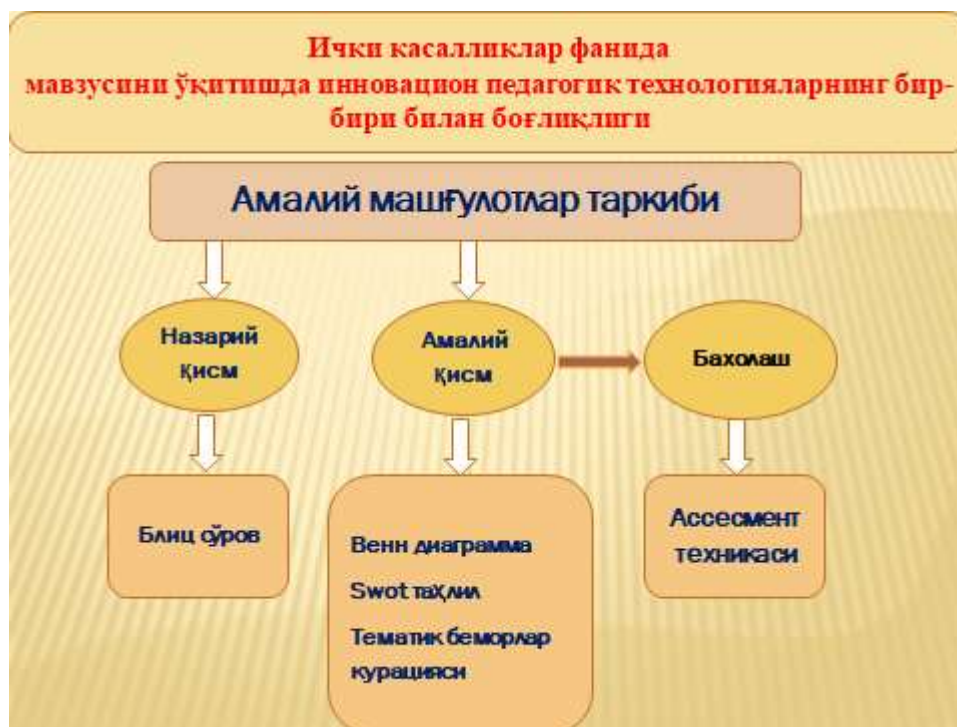 Ички касалликлар фанида
мавзусини ўқитишда инновацион педагогик технологияларнинг бир-
бири билан боғлиқлиги
Амалий машғулотлар таркиби
Назарий
қисм
Амалий
қисм
Бахолаш
Блиц сўров
Венн диаграмма
Swot таҳлил
Тематик беморлар
курацияси
Ассесмент
техникаси